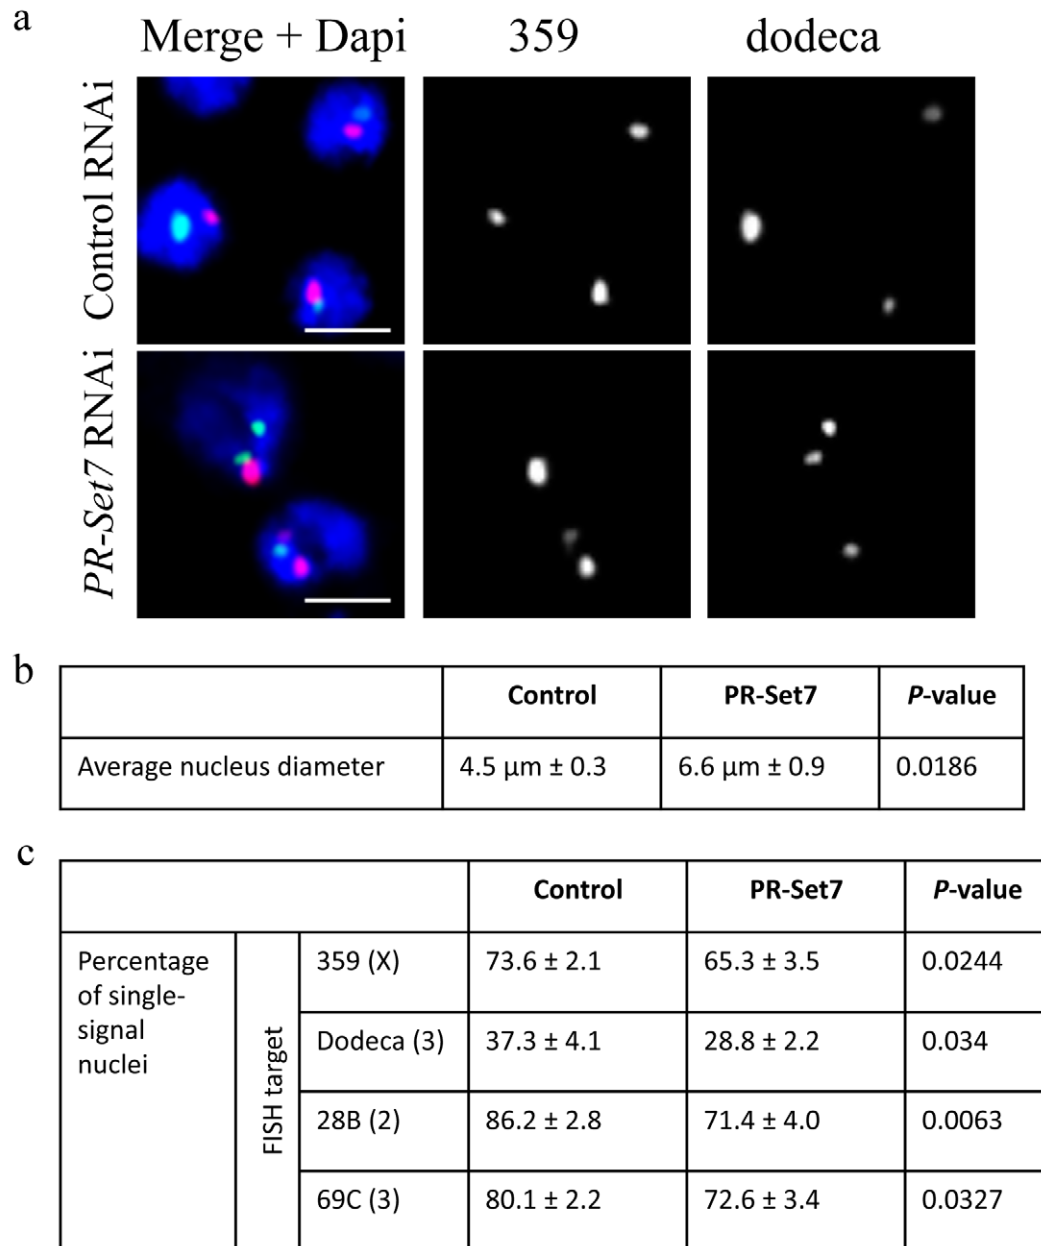 a
Merge + Dapi 359 dodeca
Control RNAi
PR-Set7 RNAi
b
Control PR-Set7 P-value
Average nucleus diameter 4.5 µm ± 0.3 6.6 µm ± 0.9 0.0186
c
Control PR-Set7 P-value
Percentage
of single-
signal
nuclei
FISH target
359 (X) 73.6 ± 2.1 65.3 ± 3.5 0.0244
Dodeca (3) 37.3 ± 4.1 28.8 ± 2.2 0.034
28B (2) 86.2 ± 2.8 71.4 ± 4.0 0.0063
69C (3) 80.1 ± 2.2 72.6 ± 3.4 0.0327